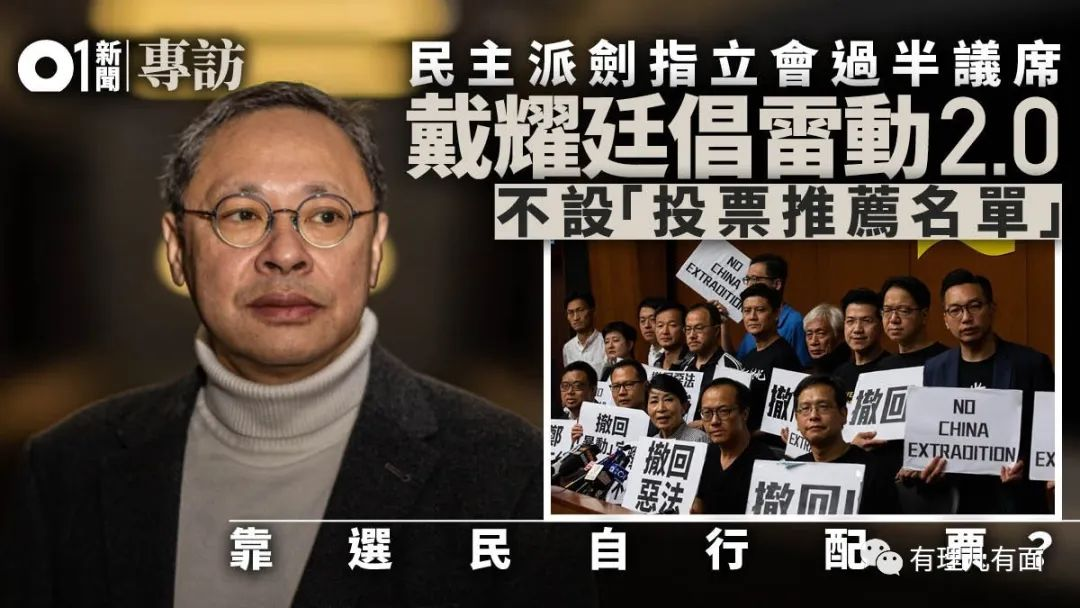 01新聞 專訪
民主派劍指立會過半議席
戴耀廷倡雷動2.0
不設「投票推薦名單」
NO
CHINA
EXTRADITION
撤回
撤回
惡法
撤回
撤回
撤回
NO
CHINA
EXTRADITION
靠選民自行配票?
有理儿有面